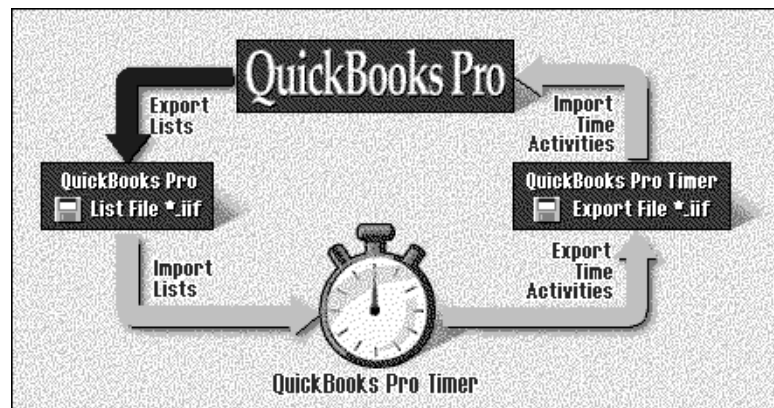 QuickBooks Pro
Export
Lists
Import
Time
Activities
QuickBooks Pro
List File *.iif
QuickBooks Pro Timer
Export File *.iif
Import
Lists
Export
Time
Activities
QuickBooks Pro Timer